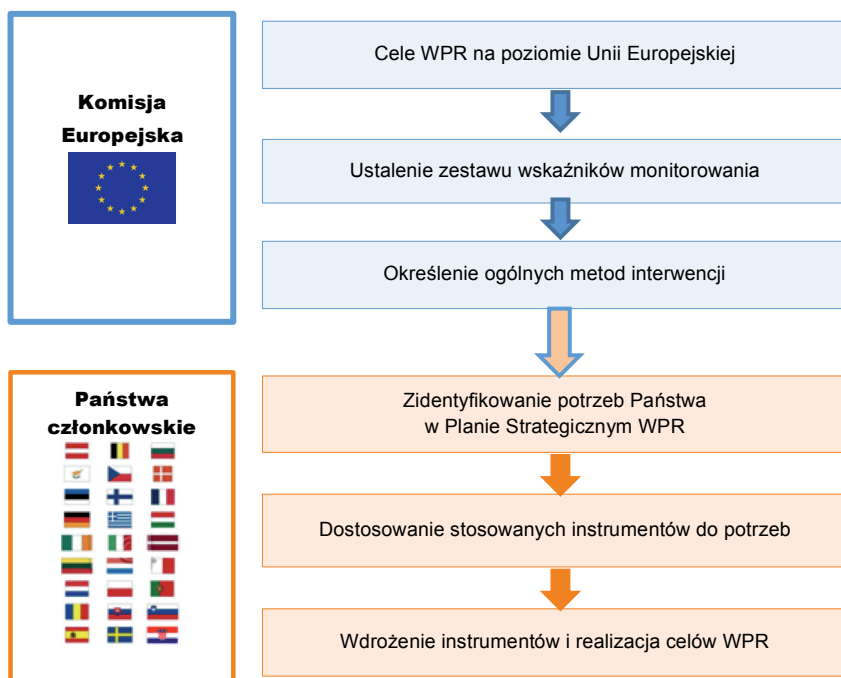 Komisja
Europejska
Cele WPR na poziomie Unii Europejskiej
Ustalenie zestawu wskaźników monitorowania
Określenie ogólnych metod interwencji
Państwa
członkowskie
Zidentyfikowanie potrzeb Państwa
w Planie Strategicznym WPR
Dostosowanie stosowanych instrumentów do potrzeb
Wdrożenie instrumentów i realizacja celów WPR